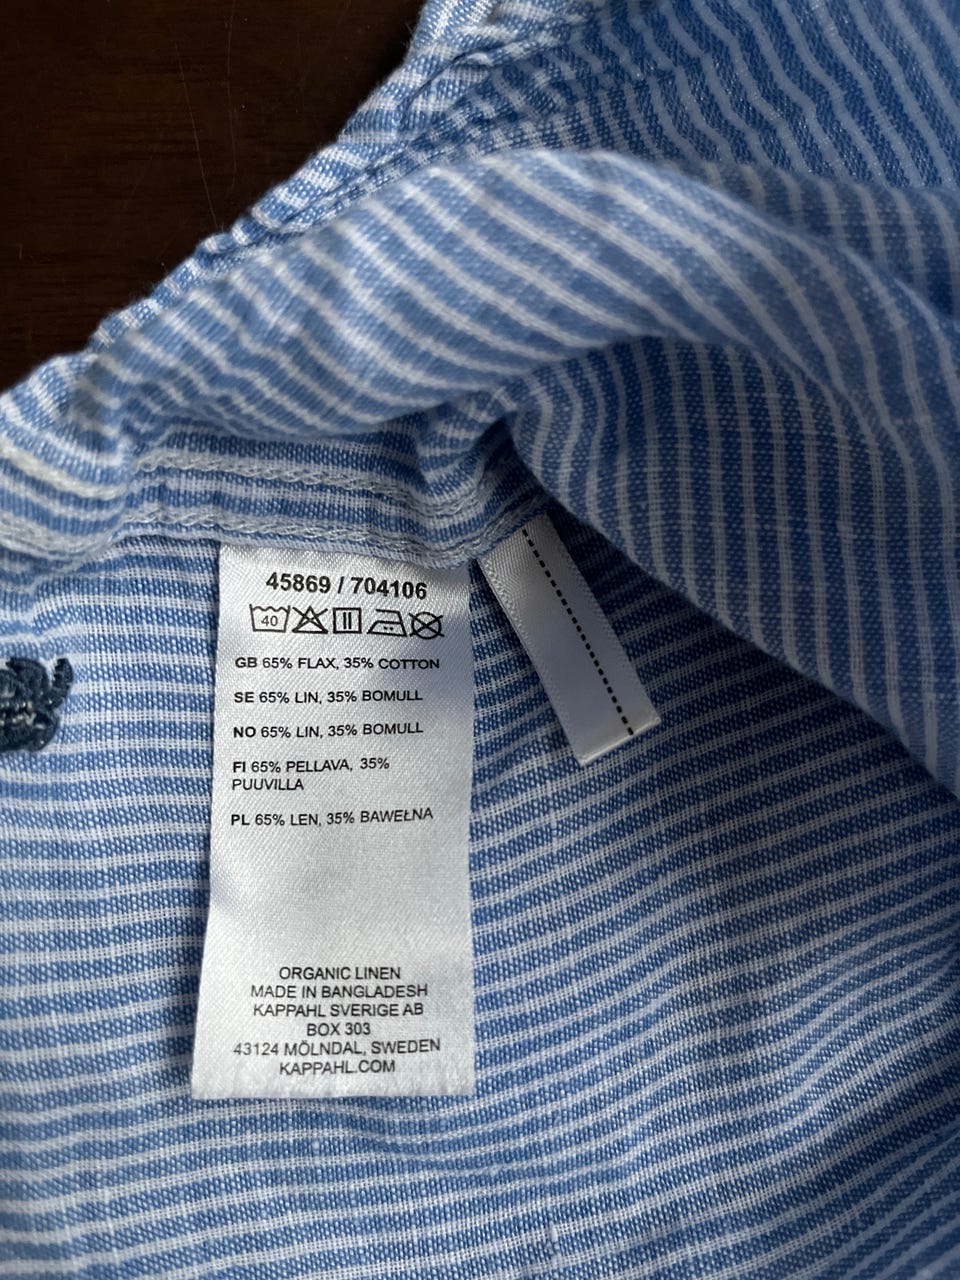 45869 / 704106
40
GB 65% FLAX, 35% COTTON
SE 65% LIN, 35% BOMULL
NO 65% LIN, 35% BOMULL
FI 65% PELLAVA, 35%
PUUVILLA
PL 65% LEN, 35% BAWEŁNA
ORGANIC LINEN
MADE IN BANGLADESH
KAPPAHL SVERIGE AB
BOX 303
43124 MÖLNDAL, SWEDEN
KAPPAHL.COM